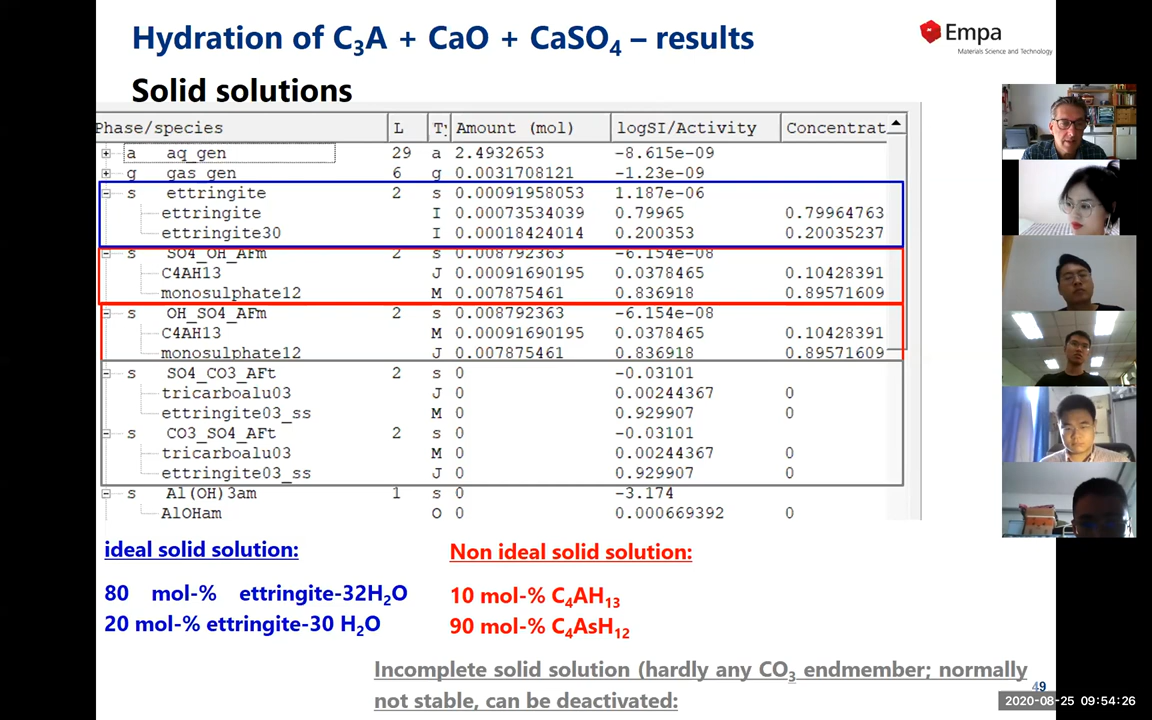 Hydration of C3A + CaO + CaSO4 – results
Empa
Materials Science and Technology
Solid solutions
Phase/species L Ty Amount (mol) logSI/Activity Concentrat
a aq_gen 29 a 2.4932653 -8.615e-09
g gas_gen 6 g 0.0031708121 -1.23e-09
s ettringite 2 s 0.00091958053 1.187e-06
ettringite I 0.00073534039 0.79965 0.79964763
ettringite30 I 0.00018424014 0.200353 0.20035237
s SO4_OH_AFm 2 s 0.008792363 -6.154e-08
C4AH13 J 0.00091690195 0.0378465 0.10428391
monosulphate12 M 0.007875461 0.836918 0.89571609
s OH_SO4_AFm 2 s 0.008792363 -6.154e-08
C4AH13 M 0.00091690195 0.0378465 0.10428391
monosulphate12 J 0.007875461 0.836918 0.89571609
s SO4_CO3_AFt 2 s 0 -0.03101
tricarboalu03 J 0 0.00244367 0
ettringite03_ss M 0 0.929907 0
s CO3_SO4_AFt 2 s 0 -0.03101
tricarboalu03 M 0 0.00244367 0
ettringite03_ss J 0 0.929907 0
s Al(OH)3am 1 s 0 -3.174
AlOHam O 0 0.000669392 0
ideal solid solution:
80 mol-% ettringite-32H2O
20 mol-% ettringite-30 H2O
Non ideal solid solution:
10 mol-% C4AH13
90 mol-% C4AsH12
Incomplete solid solution (hardly any CO3 endmember; normally
not stable, can be deactivated:
49
2020-08-25 09:54:26